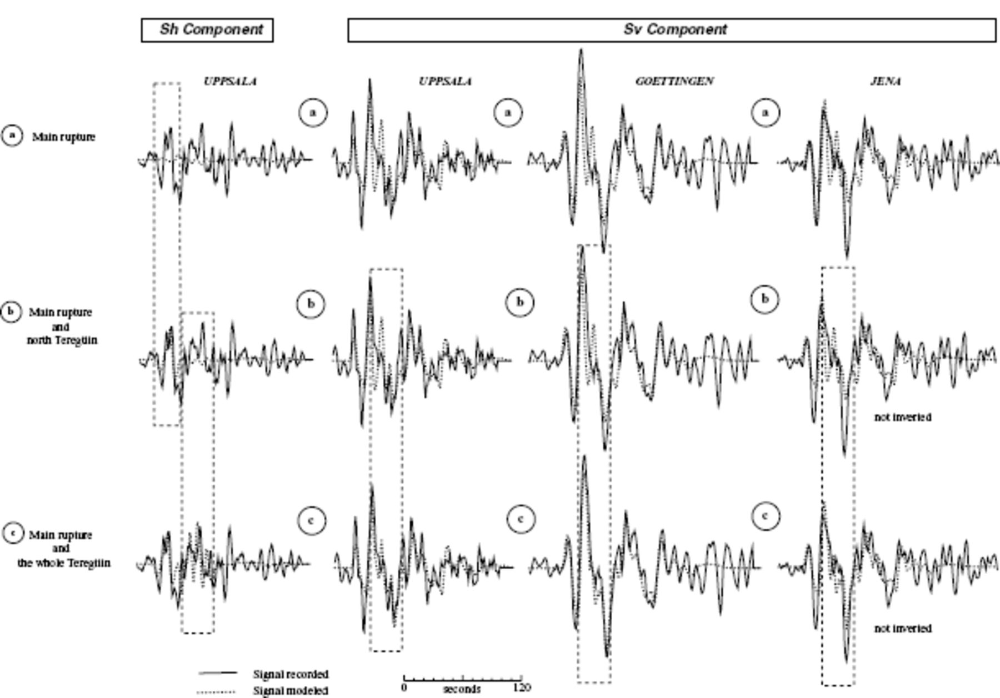 Sh Component
Sv Component
UPPSALA
UPPSALA
GOETTINGEN
JENA
a
Main rupture
a
a
a
b
Main rupture
and
north Teregtiin
b
b
b
not inverted
c
Main rupture
and
the whole Teregtiin
c
c
c
not inverted
Signal recorded
Signal modeled
0
seconds
120